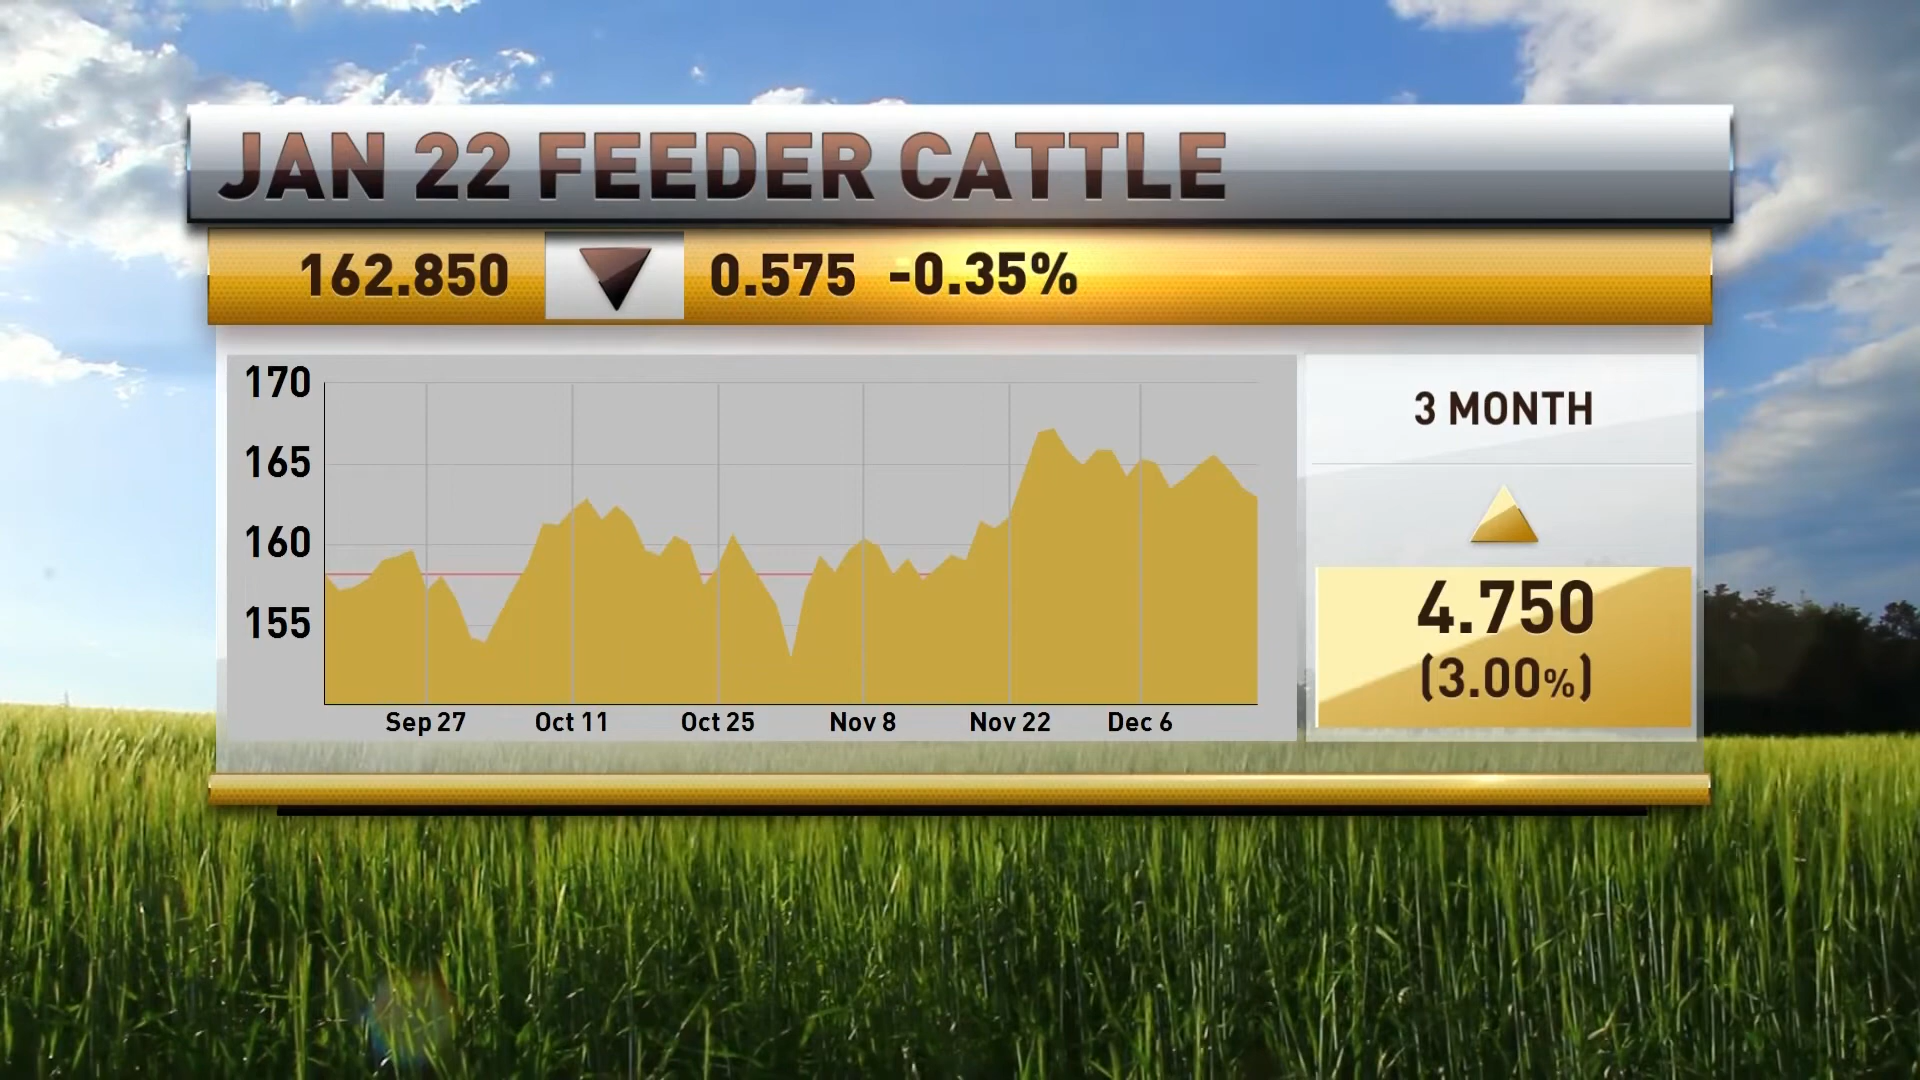 JAN 22 FEEDER CATTLE
162.850 ▼ 0.575 -0.35%
170
165
160
155
Sep 27 Oct 11 Oct 25 Nov 8 Nov 22 Dec 6
3 MONTH
4.750
(3.00%)